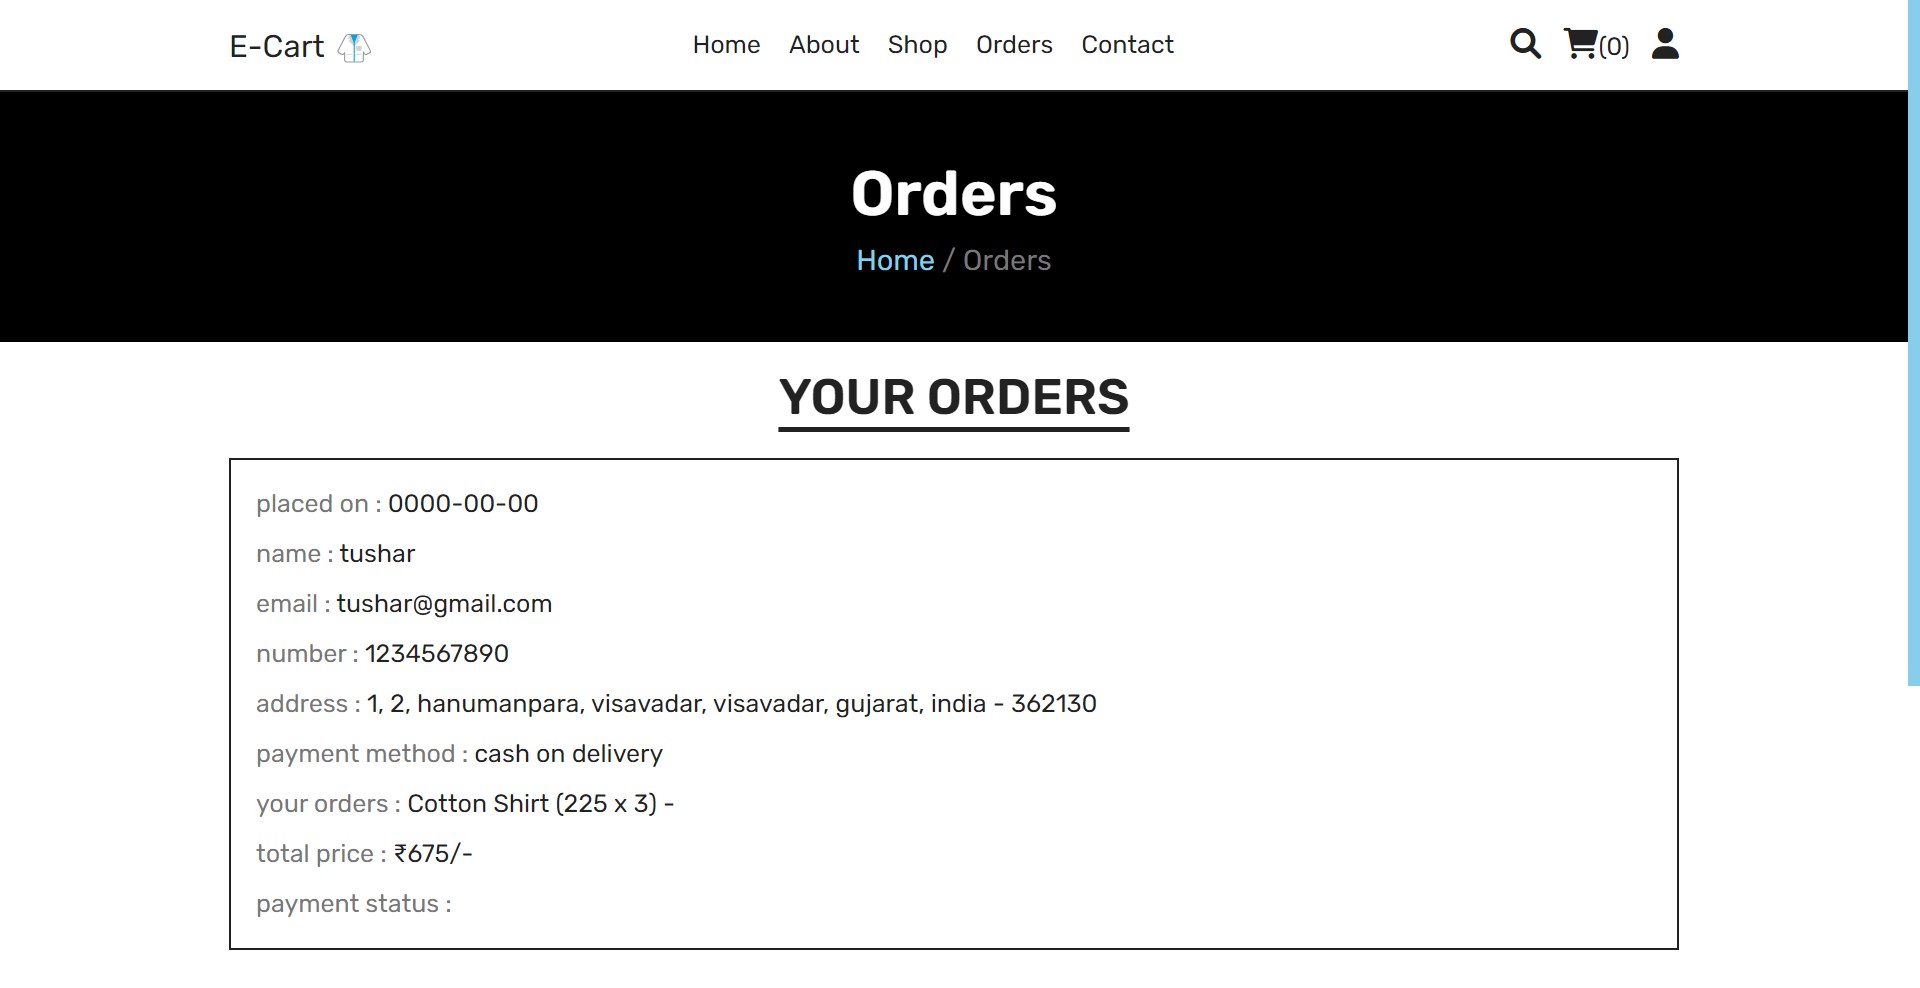 E-Cart
Home About Shop Orders Contact
(0)
Orders
Home / Orders
YOUR ORDERS
placed on : 0000-00-00
name : tushar
email : tushar@gmail.com
number : 1234567890
address : 1, 2, hanumanpara, visavadar, visavadar, gujarat, india - 362130
payment method : cash on delivery
your orders : Cotton Shirt (225 x 3) -
total price : ₹675/-
payment status :